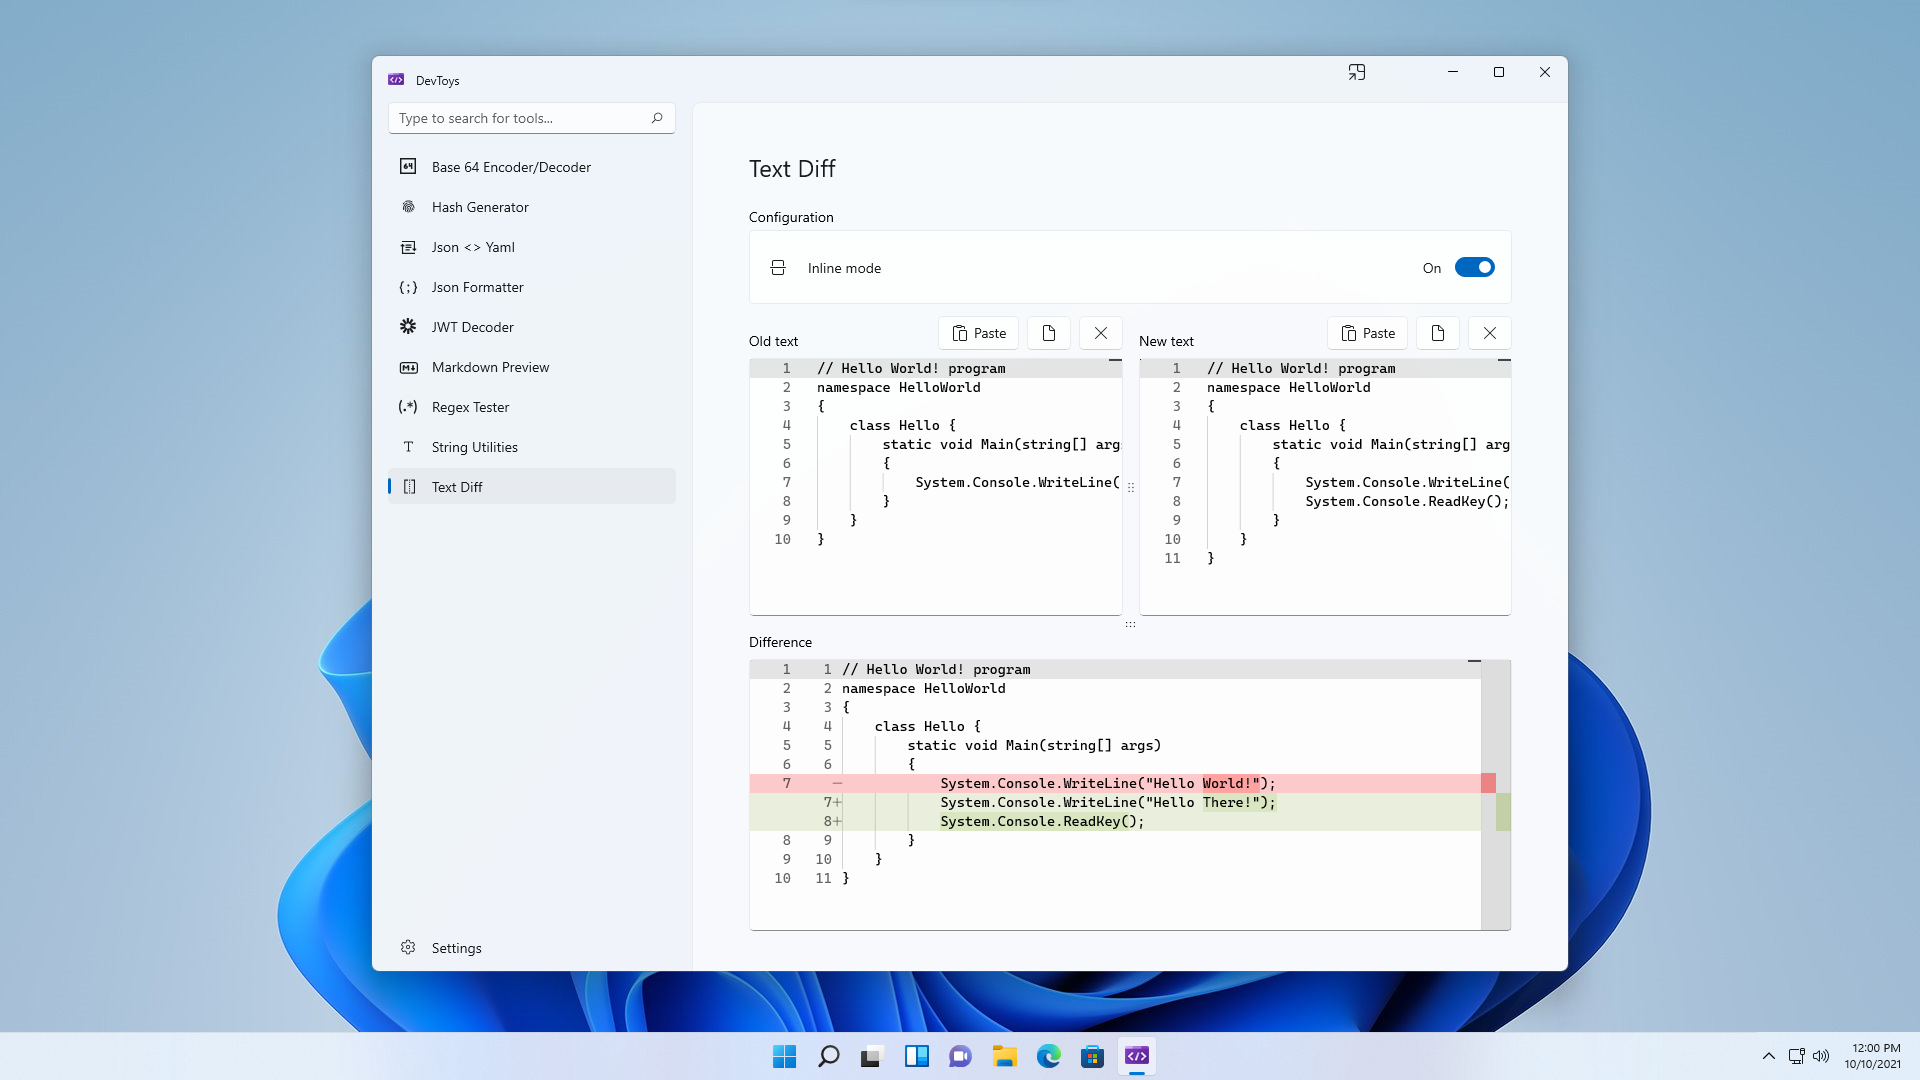 DevToys
Type to search for tools...
Base 64 Encoder/Decoder
Hash Generator
Json <> Yaml
Json Formatter
JWT Decoder
Markdown Preview
Regex Tester
String Utilities
Text Diff
Settings
Text Diff
Configuration
Inline mode
On
Old text
Paste
1 // Hello World! program
2 namespace HelloWorld
3 {
4 class Hello {
5 static void Main(string[] arg
6 {
7 System.Console.WriteLine(
8 }
9 }
10 }
New text
Paste
1 // Hello World! program
2 namespace HelloWorld
3 {
4 class Hello {
5 static void Main(string[] arg
6 {
7 System.Console.WriteLine(
8 System.Console.ReadKey();
9 }
10 }
11 }
Difference
1 1 // Hello World! program
2 2 namespace HelloWorld
3 3 {
4 4 class Hello {
5 5 static void Main(string[] args)
6 6 {
7 − System.Console.WriteLine("Hello World!");
7+ System.Console.WriteLine("Hello There!");
8+ System.Console.ReadKey();
8 9 }
9 10 }
10 11 }
12:00 PM
10/10/2021